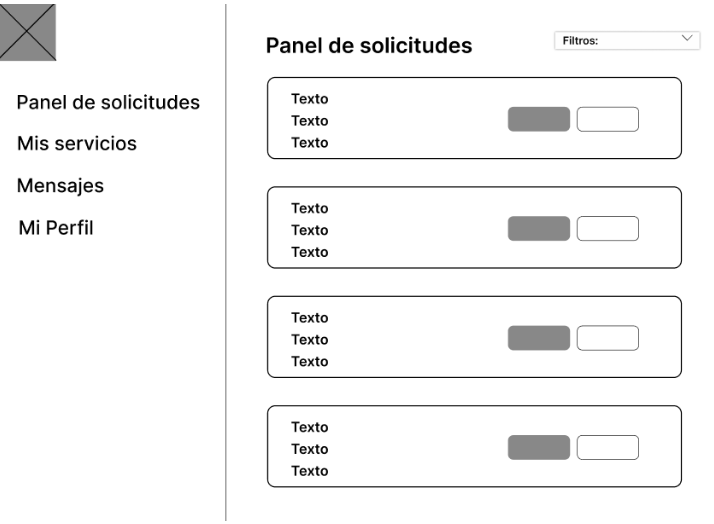 Panel de solicitudes
Mis servicios
Mensajes
Mi Perfil
Panel de solicitudes
Filtros:
Texto
Texto
Texto
Texto
Texto
Texto
Texto
Texto
Texto
Texto
Texto
Texto